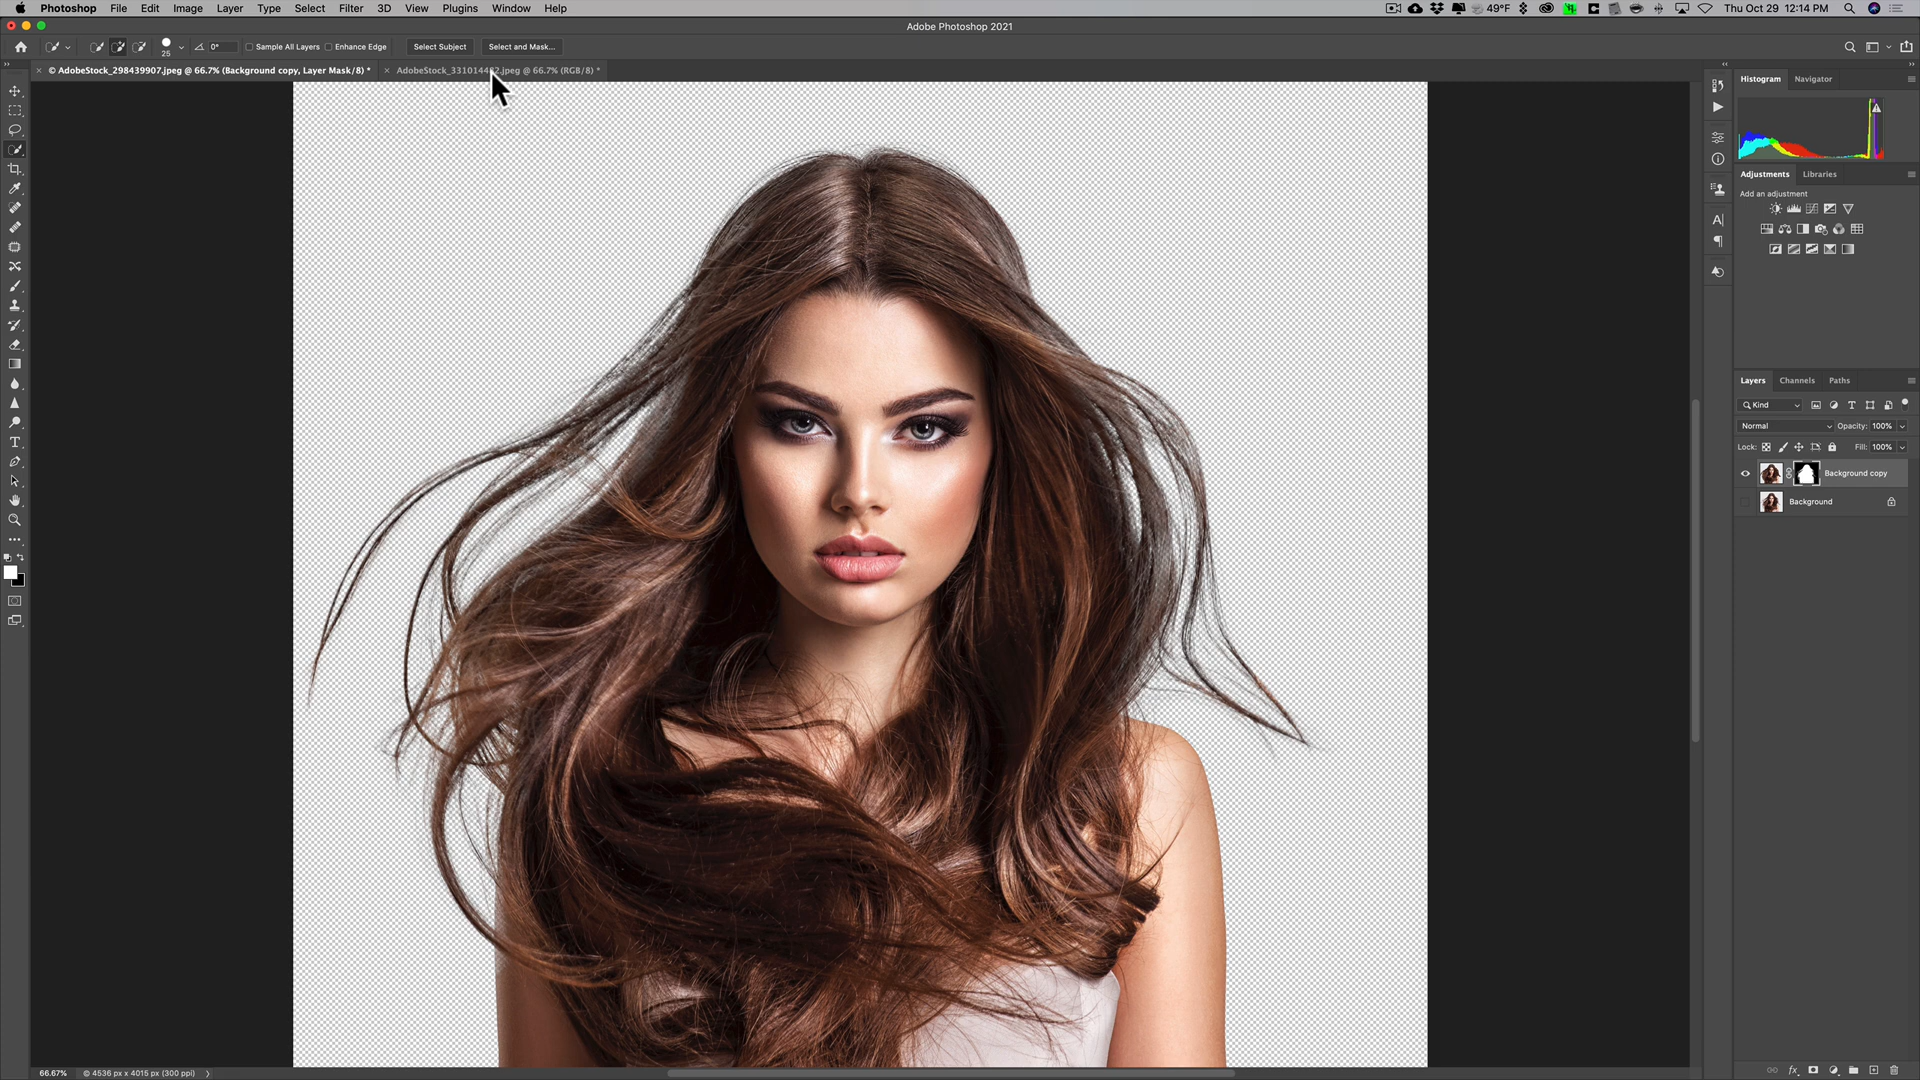 Photoshop File Edit Image Layer Type Select Filter 3D View Plugins Window Help 49°F Thu Oct 29 12:14 PM
Adobe Photoshop 2021
25 0° Sample All Layers Enhance Edge Select Subject Select and Mask...
© AdobeStock_298439907.jpeg @ 66.7% (Background copy, Layer Mask/8) *
.jpeg @ 66.7% (RGB/8) *
Histogram Navigator
Adjustments Libraries
Add an adjustment
Layers Channels Paths
Kind
Normal Opacity: 100%
Lock: Fill: 100%
Background copy
Background
66.67% © 4536 px x 4015 px (300 ppi)